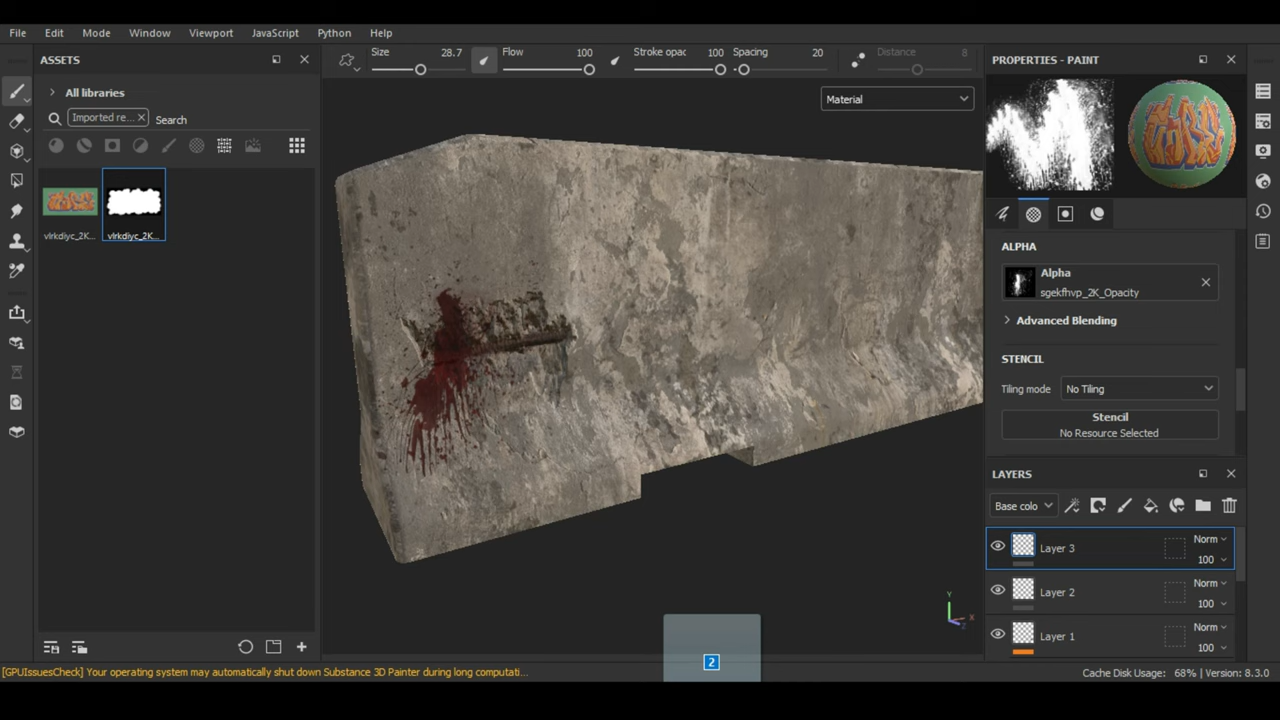 File Edit Mode Window Viewport JavaScript Python Help
ASSETS
All libraries
Imported re...
Search
vlrkdiyc_2K...
vlrkdiyc_2K...
Size 28.7
Flow 100
Stroke opac 100
Spacing 20
Distance 8
Material
PROPERTIES - PAINT
ALPHA
Alpha
sgekfhvp_2K_Opacity
Advanced Blending
STENCIL
Tiling mode No Tiling
Stencil
No Resource Selected
LAYERS
Base colo
Layer 3 Norm
100
Layer 2 Norm
100
Layer 1 Norm
100
Y
X
Z
2
[GPUIssuesCheck] Your operating system may automatically shut down Substance 3D Painter during long computati...
Cache Disk Usage: 68% | Version: 8.3.0